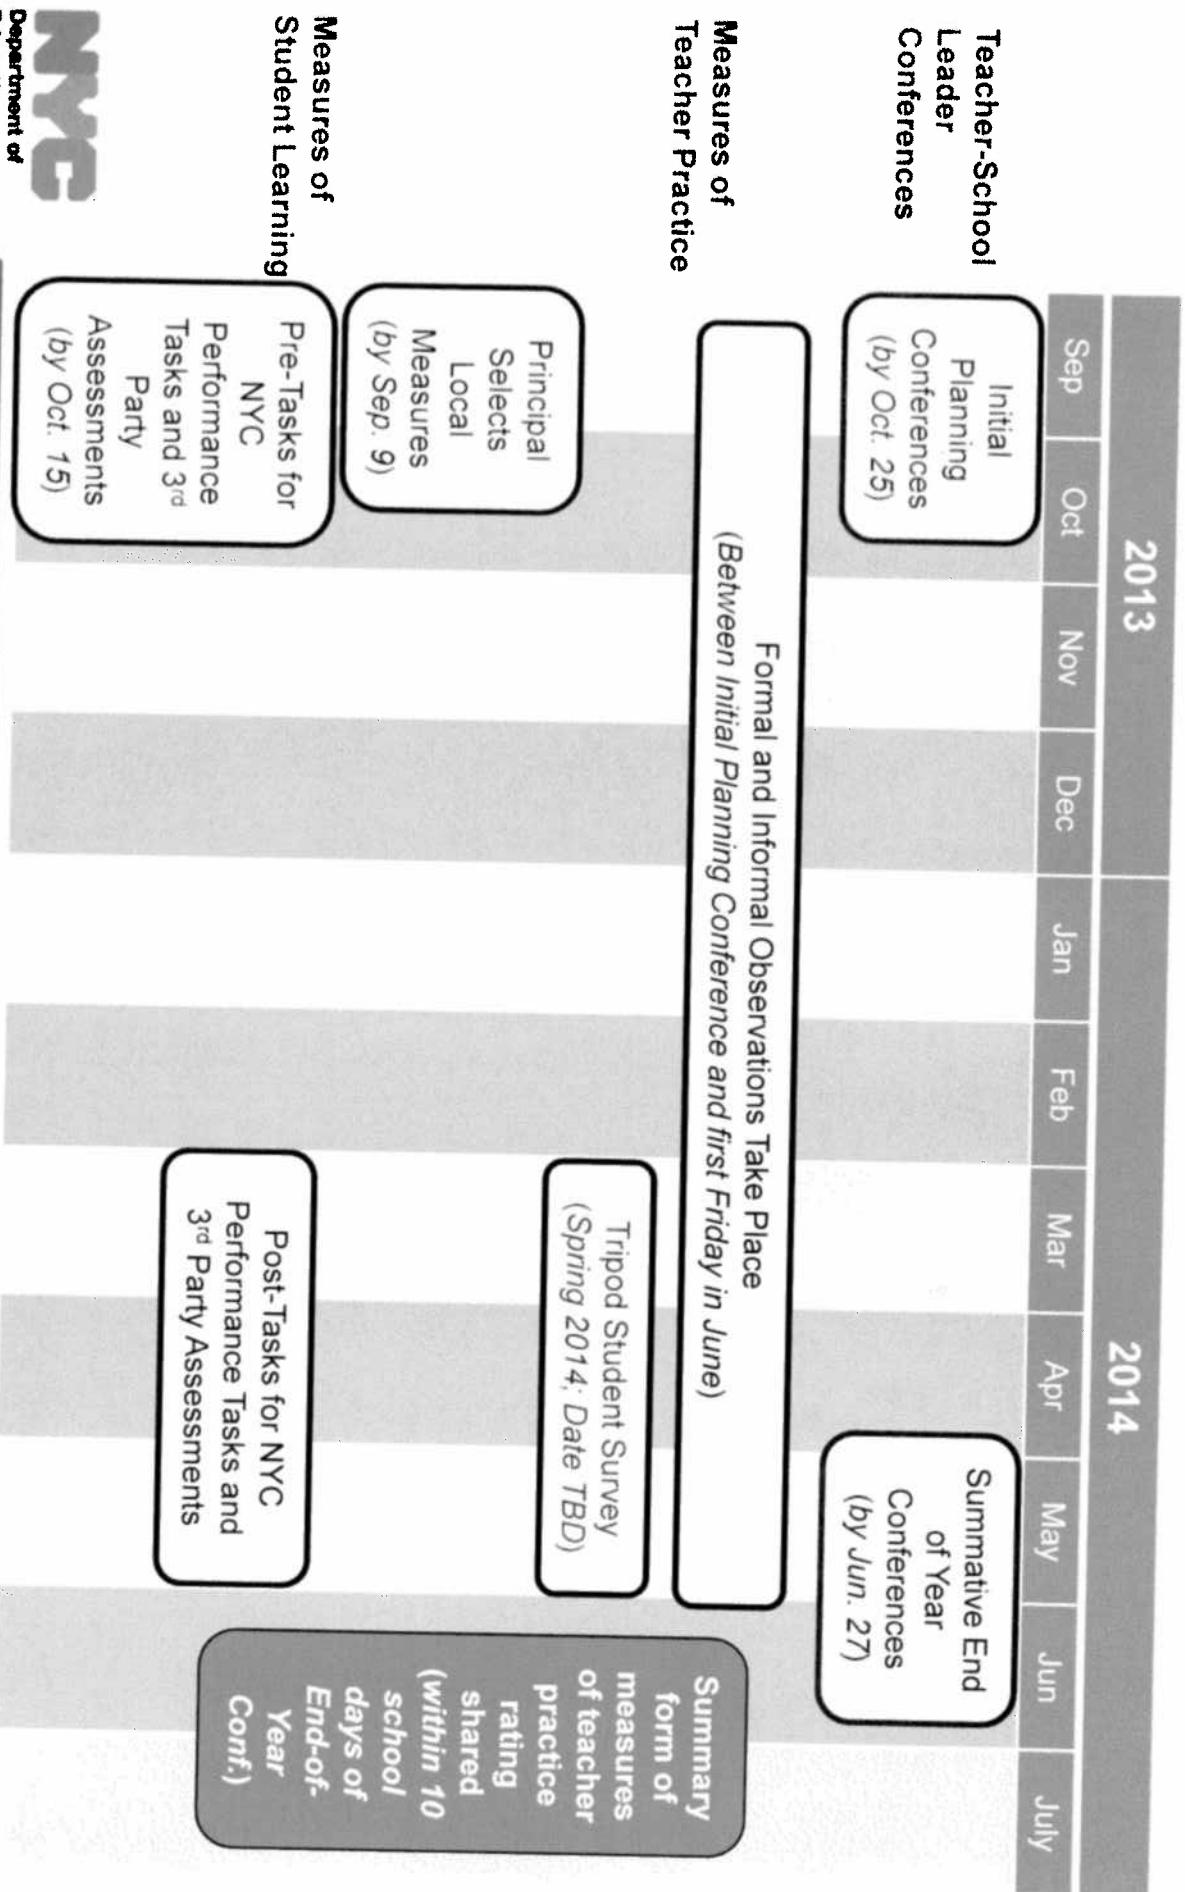 2013
2014
Sep
Oct
Nov
Dec
Jan
Feb
Mar
Apr
May
Jun
July
Teacher-School
Leader
Conferences
Initial
Planning
Conferences
(by Oct. 25)
Summative End
of Year
Conferences
(by Jun. 27)
Measures of
Teacher Practice
Formal and Informal Observations Take Place
(Between Initial Planning Conference and first Friday in June)
Tripod Student Survey
(Spring 2014; Date TBD)
Summary
form of
measures
of teacher
practice
rating
shared
(within 10
school
days of
End-of-
Year
Conf.)
Measures of
Student Learning
Principal
Selects
Local
Measures
(by Sep. 9)
Pre-Tasks for
NYC
Performance
Tasks and 3rd
Party
Assessments
(by Oct. 15)
Post-Tasks for NYC
Performance Tasks and
3rd Party Assessments
NYC
Department of